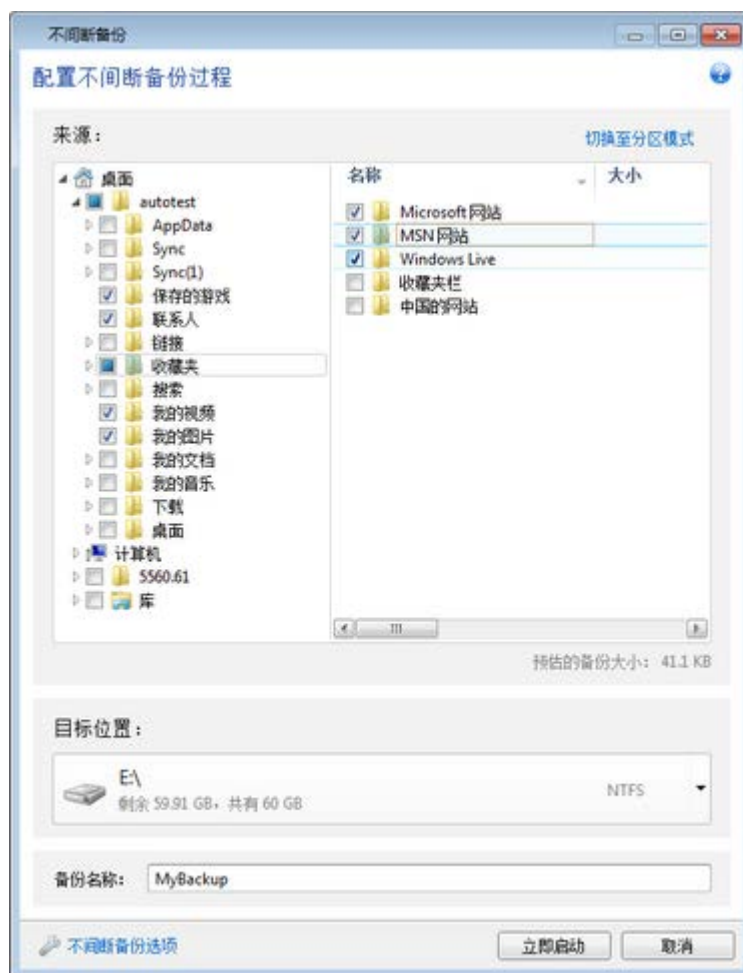 不间断备份
配置不间断备份过程
来源：
切换至分区模式
桌面
autotest
AppData
Sync
Sync(1)
保存的游戏
联系人
链接
收藏夹
搜索
我的视频
我的图片
我的文档
我的音乐
下载
桌面
计算机
5560.61
库
名称 大小
Microsoft 网站
MSN 网站
Windows Live
收藏夹栏
中国的网站
预估的备份大小： 41.1 KB
目标位置：
E:\
剩余 59.91 GB，共有 60 GB
NTFS
备份名称： MyBackup
不间断备份选项
立即启动
取消